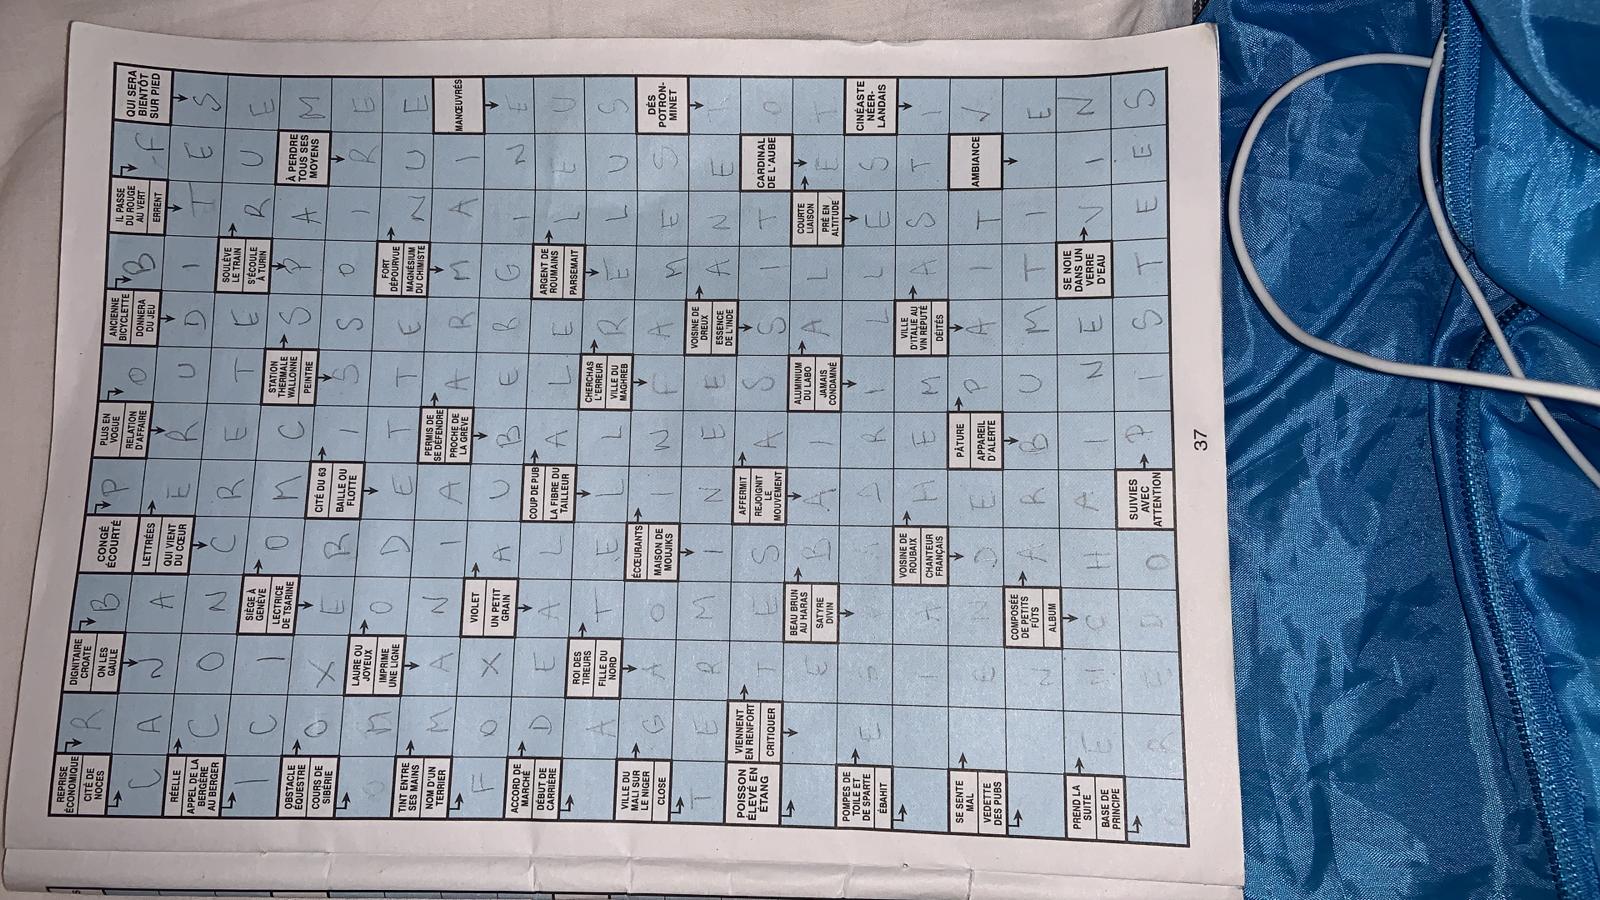 REPRISE ÉCONOMIQUE
CITÉ DE NOCES
R
DIGNITAIRE CROATE
ON LES GAULE
B
CONGÉ ÉCOURTÉ
P
PLUS EN VOGUE
RELATION D'AFFAIRE
O
ANCIENNE BICYCLETTE
DONNERA DU JEU
B
IL PASSE DU ROUGE AU VERT
ERRENT
F
QUI SERA BIENTÔT SUR PIED
C A N A
LETTRÉES
QUI VIENT DU CŒUR
E R U D I T E S
RÉELLE
APPEL DE LA BERGÈRE AU BERGER
C O N C R E T E
SOULÈVE LE TRAIN
S'ÉCOULE À TURIN
R U E
I C I
SIÈGE À GENÈVE
LECTRICE DE TSARINE
O M C
STATION THERMALE WALLONNE
PEINTRE
S P A
À PERDRE TOUS SES MOYENS
M
OBSTACLE ÉQUESTRE
COURS DE SIBÉRIE
O X E R
CITÉ DU 63
BAILLE OU FLOTTE
I S S O I R E
O M
LAURE OU JOYEUX
IMPRIME UNE LIGNE
O D E T T E
FORT DÉPOURVUE
MAGNÉSIUM DU CHIMISTE
N U E
TINT ENTRE SES MAINS
NOM D'UN TERRIER
M A N I A
PERMIS DE SE DÉFENDRE
PROCHE DE LA GRÈVE
A R M A I
MANŒUVRÉS
F O X
VIOLET
UN PETIT GRAIN
A U B E R G I N E
ACCORD DE MARCHÉ
DÉBUT DE CARRIÈRE
D E A L
COUP DE PUB
LA FIBRE DU TAILLEUR
A L E
ARGENT DE ROUMAINS
PARSEMAIT
L E U
A
ROI DES TIREURS
FILLE DU NORD
T E L L
CHERCHAS L'ERREUR
VILLE DU MAGHREB
R E L U S
VILLE DU MALI SUR LE NIGER
CLOSE
G A O
ÉCŒURANTS
MAISON DE MOUJIKS
I N F A M E S
DÈS POTRON-MINET
T E R M I N E E
VOISINE DE DREUX
ESSENCE DE L'INDE
A N E T
POISSON ÉLEVÉ EN ÉTANG
VIENNENT EN RENFORT
CRITIQUER
T E S
AFFERMIT
REJOIGNIT LE MOUVEMENT
A S S I T
CARDINAL DE L'AUBE
O
E
BEAU BRUN AU HARAS
SATYRE DIVIN
B A I
ALUMINIUM DU LABO
JAMAIS CONDAMNÉ
A L
COURTE LIAISON
PRÉ EN ALTITUDE
E T
POMPES DE TOILE ET DE SPARTE
ÉBAHIT
E S
A D R I L L E S
CINÉASTE NÉER-LANDAIS
I A
VOISINE DE ROUBAIX
CHANTEUR FRANÇAIS
H E M
VILLE D'ITALIE AU VIN RÉPUTÉ
DÉITÉS
A S T I
SE SENTE MAL
VEDETTE DES PUBS
E N D E
PÂTURE
APPAREIL D'ALERTE
P A I T
AMBIANCE
V
N
COMPOSÉE DE PETITS FÛTS
ALBUM
A R B U M T I E
PREND LA SUITE
BASE DE PRINCIPE
E
C H A I N E
SE NOIE DANS UN VERRE D'EAU
V I N
R E D O
SUIVIES AVEC ATTENTION
P I S T E E S
37